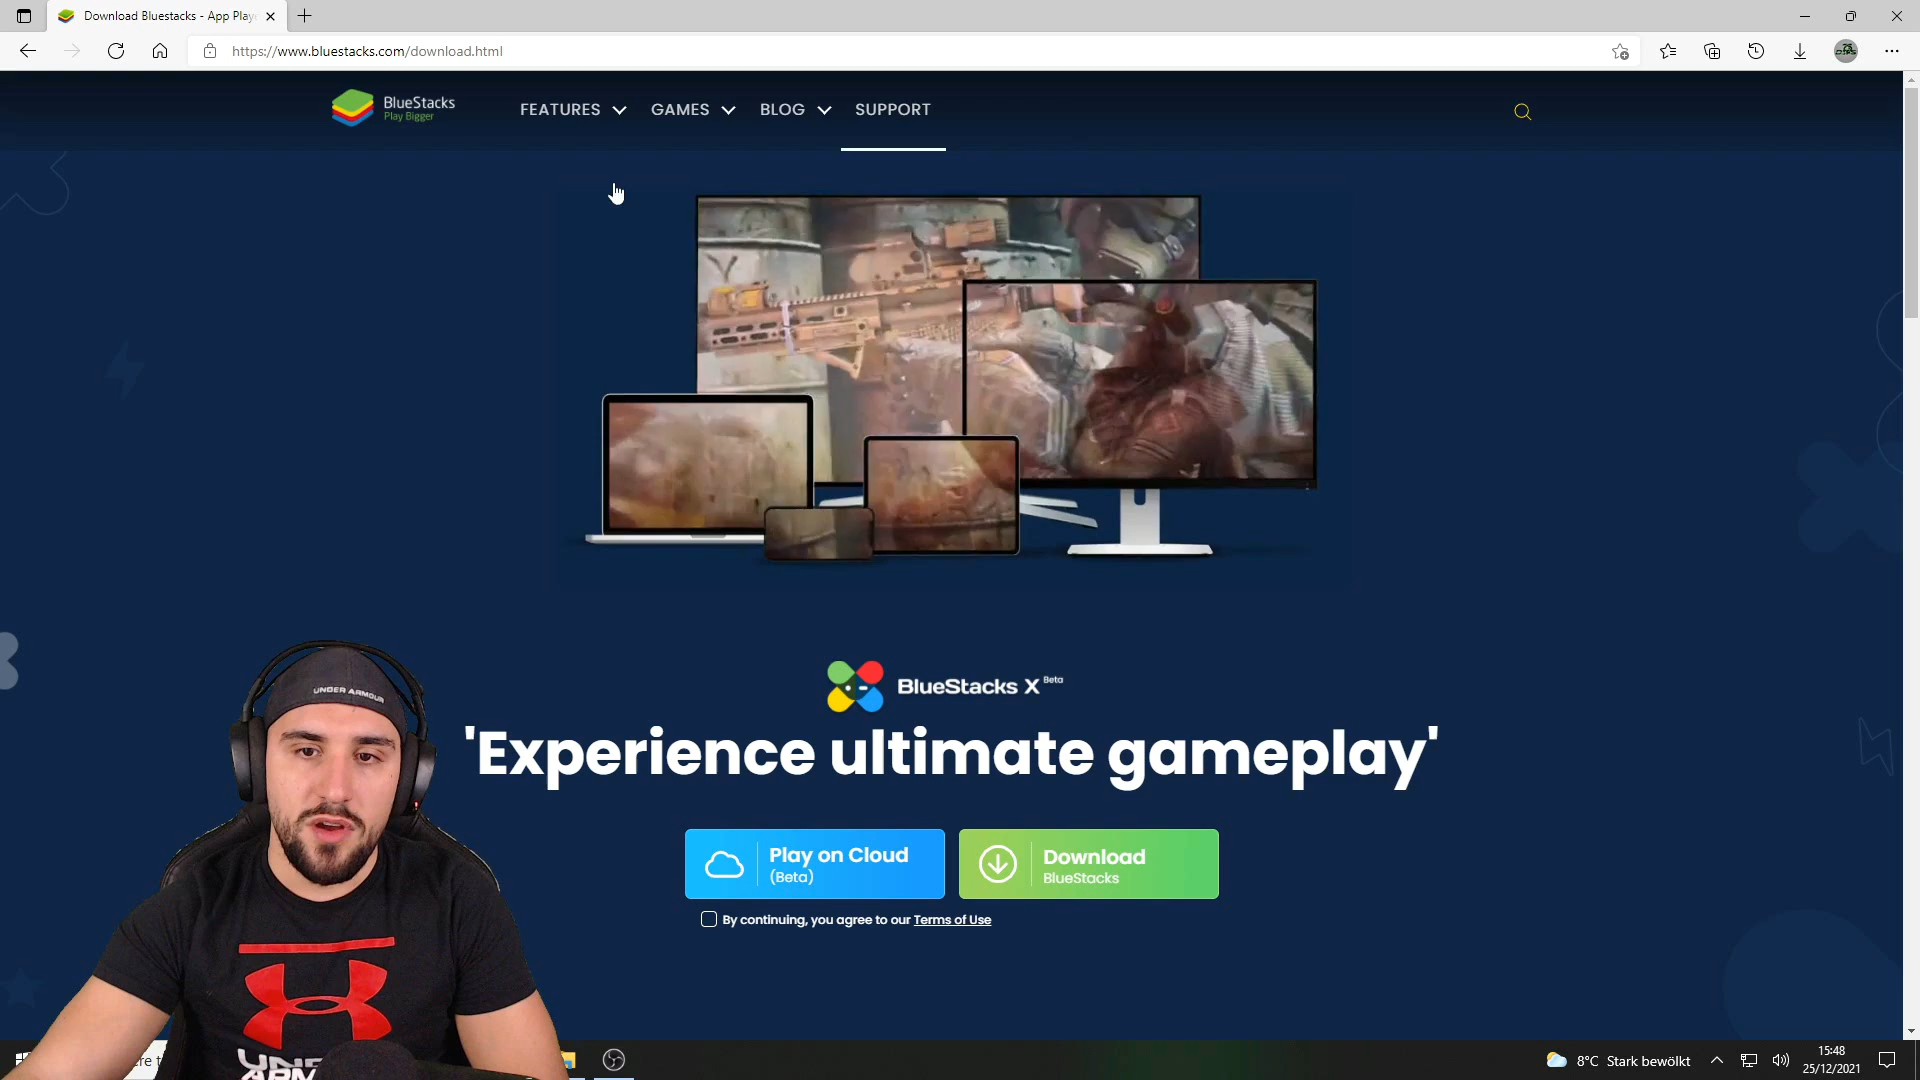 Download Bluestacks - App Play
https://www.bluestacks.com/download.html
BlueStacks
Play Bigger
FEATURES
GAMES
BLOG
SUPPORT
BlueStacks X Beta
'Experience ultimate gameplay'
Play on Cloud
(Beta)
Download
BlueStacks
By continuing, you agree to our Terms of Use
UNDER ARMOUR
8°C Stark bewölkt
15:48
25/12/2021